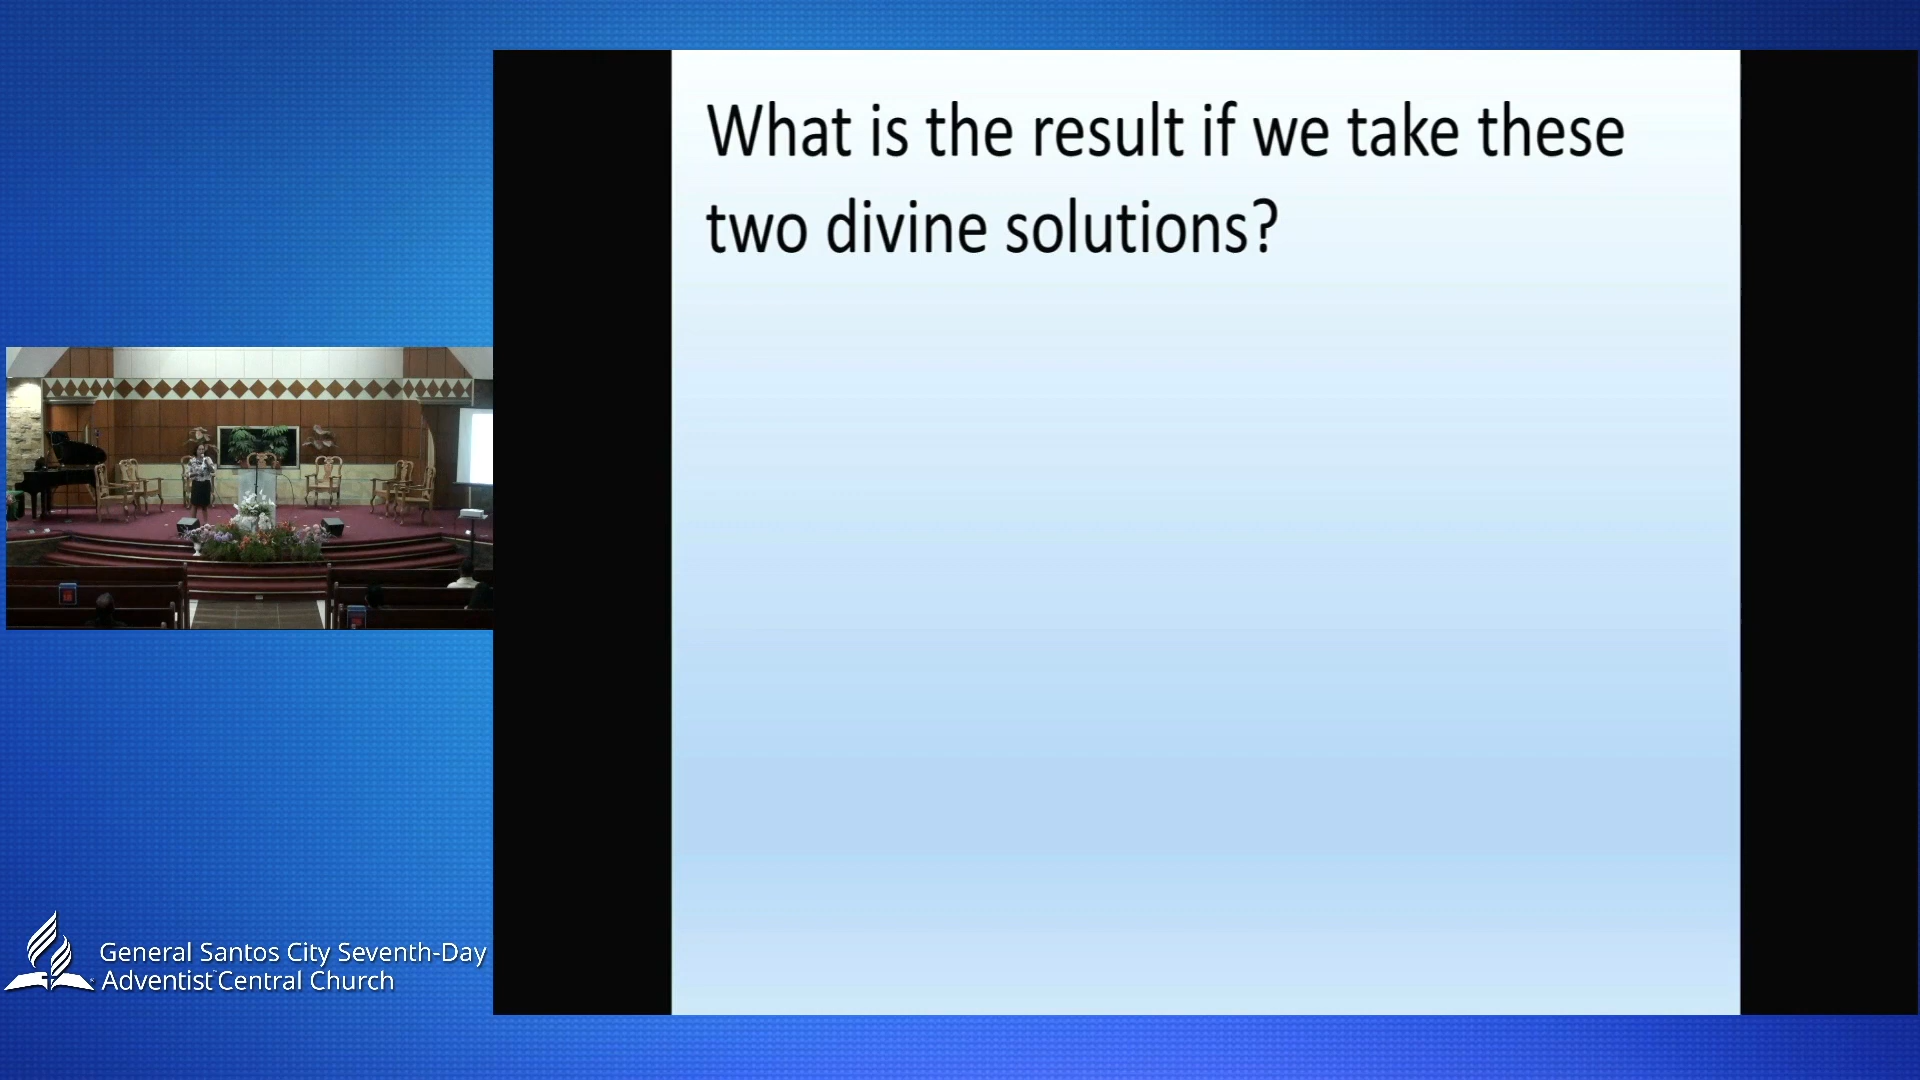 What is the result if we take these
two divine solutions?
General Santos City Seventh-Day
Adventist Central Church